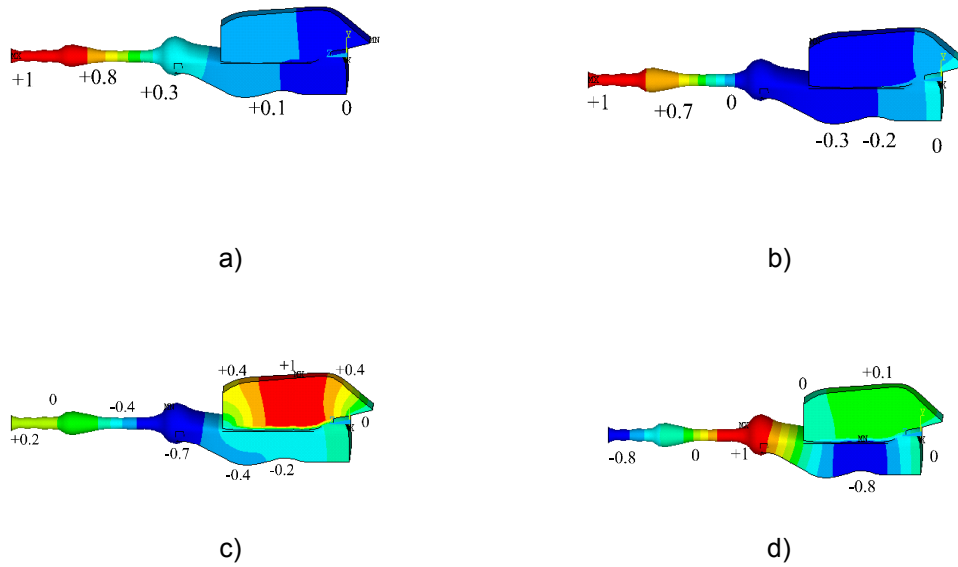 +1 +0.8 +0.3 +0.1 0
MN
Z Y X
a)
+1 +0.7 0 -0.3 -0.2 0
Y
b)
+0.4 +1 +0.4
0 -0.4 0
+0.2 -0.7 -0.4 -0.2
X
c)
0 +0.1
-0.8 0 +1 -0.8 0
MN
X
d)